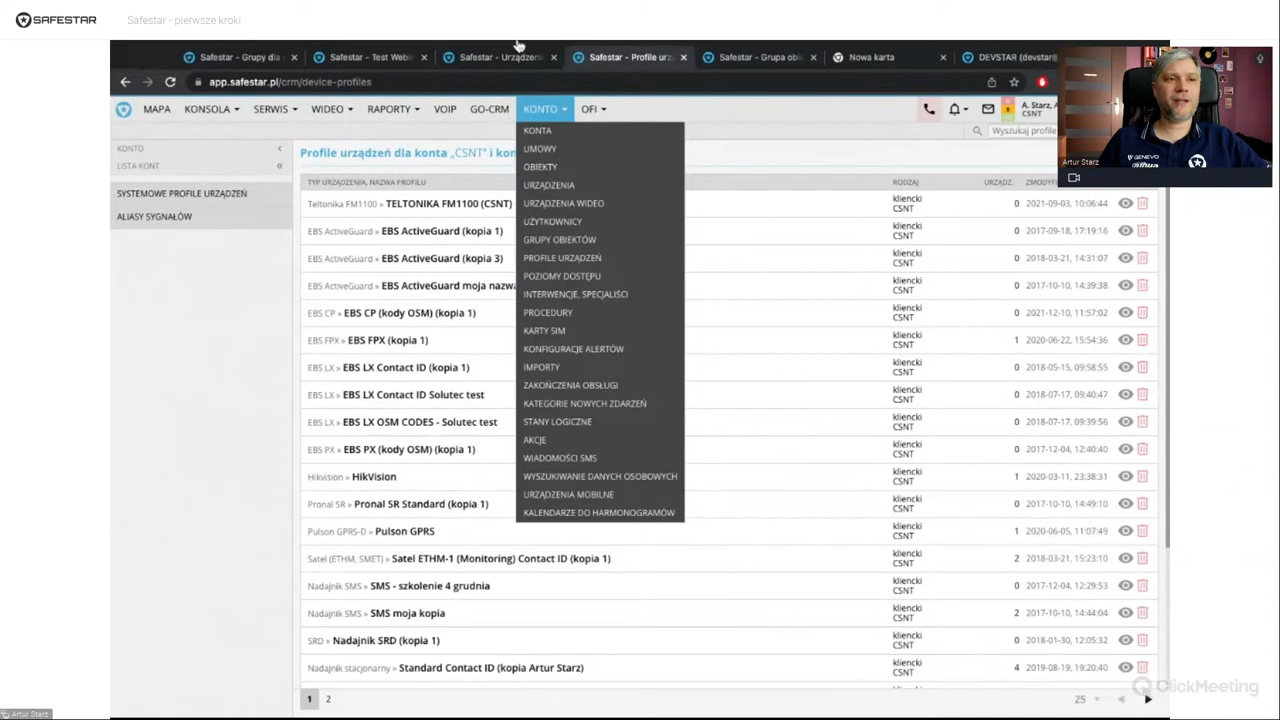 SAFESTAR
Safestar - pierwsze kroki
Safestar - Grupy dla
Safestar - Test Webin
Safestar - Urządzeni
Safestar - Profile urz
Safestar - Grupa obi
Nowa karta
DEVSTAR (devstar@
app.safestar.pl/crm/device-profiles
MAPA
KONSOLA
SERWIS
WIDEO
RAPORTY
VOIP
GO-CRM
KONTO
OFI
A. Starz, A
CSNT
Wyszukaj profile
KONTO
LISTA KONT
SYSTEMOWE PROFILE URZĄDZEŃ
ALIASY SYGNAŁÓW
Profile urządzeń dla konta „CSNT" i kon
KONTA
UMOWY
OBIEKTY
URZĄDZENIA
URZĄDZENIA WIDEO
UŻYTKOWNICY
GRUPY OBIEKTÓW
PROFILE URZĄDZEŃ
POZIOMY DOSTĘPU
INTERWENCJE, SPECJALIŚCI
PROCEDURY
KARTY SIM
KONFIGURACJE ALERTÓW
IMPORTY
ZAKOŃCZENIA OBSŁUGI
KATEGORIE NOWYCH ZDARZEŃ
STANY LOGICZNE
AKCJE
WIADOMOŚCI SMS
WYSZUKIWANIE DANYCH OSOBOWYCH
URZĄDZENIA MOBILNE
KALENDARZE DO HARMONOGRAMÓW
TYP URZĄDZENIA, NAZWA PROFILU RODZAJ URZĄDZ. ZMODYFI
Teltonika FM1100 » TELTONIKA FM1100 (CSNT) kliencki CSNT 0 2021-09-03, 10:06:44
EBS ActiveGuard » EBS ActiveGuard (kopia 1) kliencki CSNT 0 2017-09-18, 17:19:16
EBS ActiveGuard » EBS ActiveGuard (kopia 3) kliencki CSNT 0 2018-03-21, 14:31:07
EBS ActiveGuard » EBS ActiveGuard moja nazwa kliencki CSNT 0 2017-10-10, 14:39:38
EBS CP » EBS CP (kody OSM) (kopia 1) kliencki CSNT 0 2021-12-10, 11:57:02
EBS FPX » EBS FPX (kopia 1) kliencki CSNT 1 2020-06-22, 15:54:36
EBS LX » EBS LX Contact ID (kopia 1) kliencki CSNT 0 2018-05-15, 09:58:55
EBS LX » EBS LX Contact ID Solutec test kliencki CSNT 0 2018-07-17, 09:40:47
EBS LX » EBS LX OSM CODES - Solutec test kliencki CSNT 0 2018-07-17, 09:39:56
EBS PX » EBS PX (kody OSM) (kopia 1) kliencki CSNT 0 2017-12-04, 12:40:40
Hikvision » HikVision kliencki CSNT 1 2020-03-11, 23:38:31
Pronal SR » Pronal SR Standard (kopia 1) kliencki CSNT 0 2017-10-10, 14:49:10
Pulson GPRS-D » Pulson GPRS kliencki CSNT 1 2020-06-05, 11:07:49
Satel (ETHM, SMET) » Satel ETHM-1 (Monitoring) Contact ID (kopia 1) kliencki CSNT 2 2018-03-21, 15:23:10
Nadajnik SMS » SMS - szkolenie 4 grudnia kliencki CSNT 0 2017-12-04, 12:29:53
Nadajnik SMS » SMS moja kopia kliencki CSNT 2 2017-10-10, 14:44:04
SRD » Nadajnik SRD (kopia 1) kliencki CSNT 0 2018-01-30, 12:05:32
Nadajnik stacjonarny » Standard Contact ID (kopia Artur Starz) kliencki CSNT 4 2019-08-19, 19:20:40
1 2
25
ClickMeeting
GENEVO
alhua
Artur Starz
Artur Starz